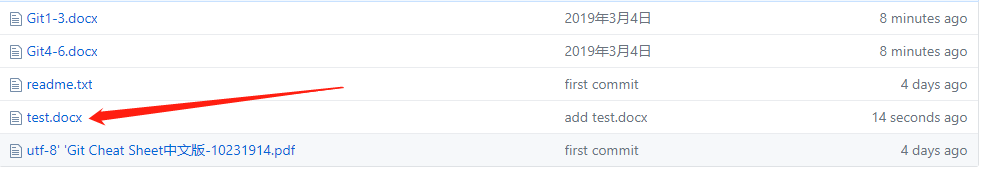 Git1-3.docx 2019年3月4日 8 minutes ago
Git4-6.docx 2019年3月4日 8 minutes ago
readme.txt first commit 4 days ago
test.docx add test.docx 14 seconds ago
utf-8' 'Git Cheat Sheet中文版-10231914.pdf first commit 4 days ago